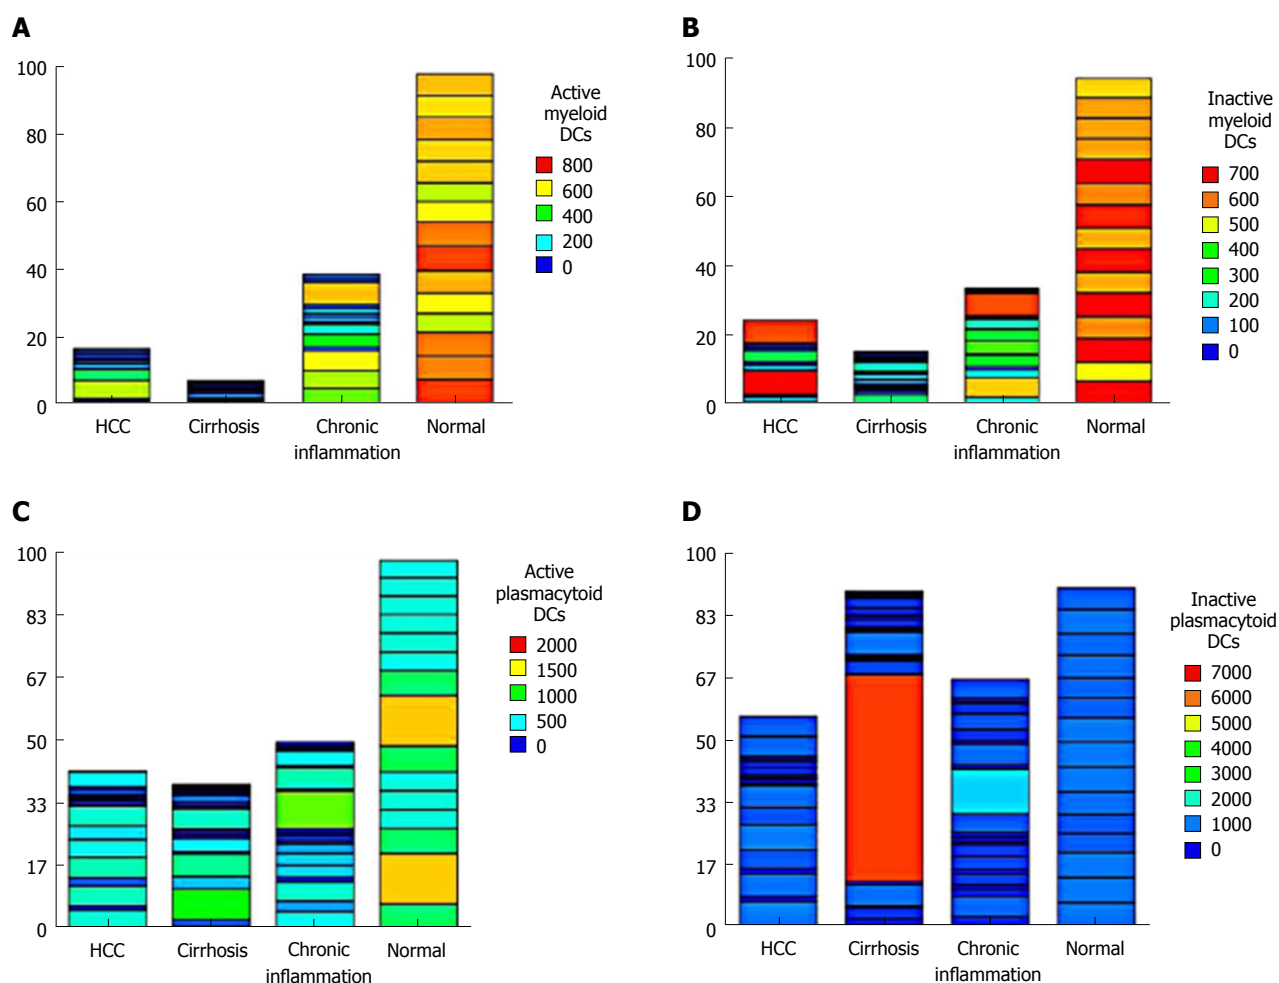 A
100
80
60
40
20
0
HCC
Cirrhosis
Chronic
inflammation
Normal
Active
myeloid
DCs
800
600
400
200
0
B
100
80
60
40
20
0
HCC
Cirrhosis
Chronic
inflammation
Normal
Inactive
myeloid
DCs
700
600
500
400
300
200
100
0
C
100
83
67
50
33
17
0
HCC
Cirrhosis
Chronic
inflammation
Normal
Active
plasmacytoid
DCs
2000
1500
1000
500
0
D
100
83
67
50
33
17
0
HCC
Cirrhosis
Chronic
inflammation
Normal
Inactive
plasmacytoid
DCs
7000
6000
5000
4000
3000
2000
1000
0